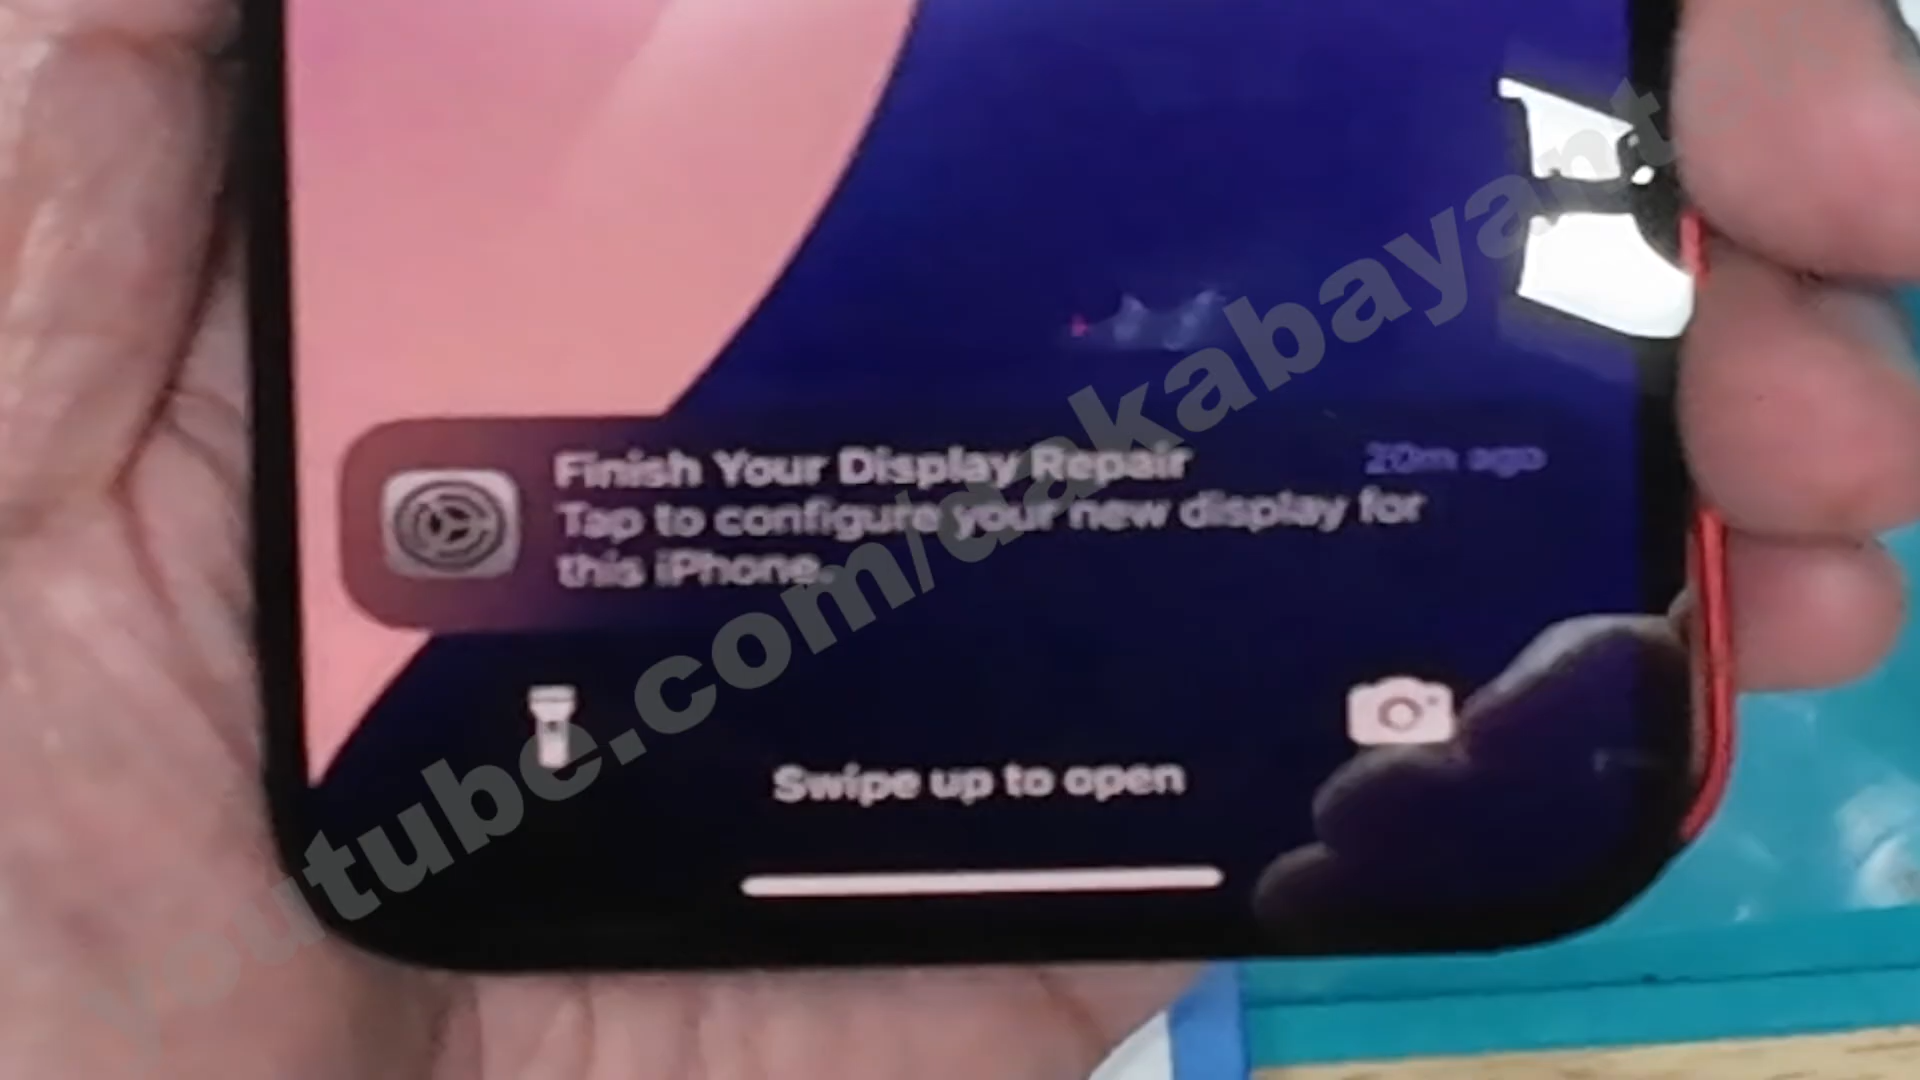 Finish Your Display Repair
20m ago
Tap to configure your new display for
this iPhone.
Swipe up to open
youtube.com/dakabayantek